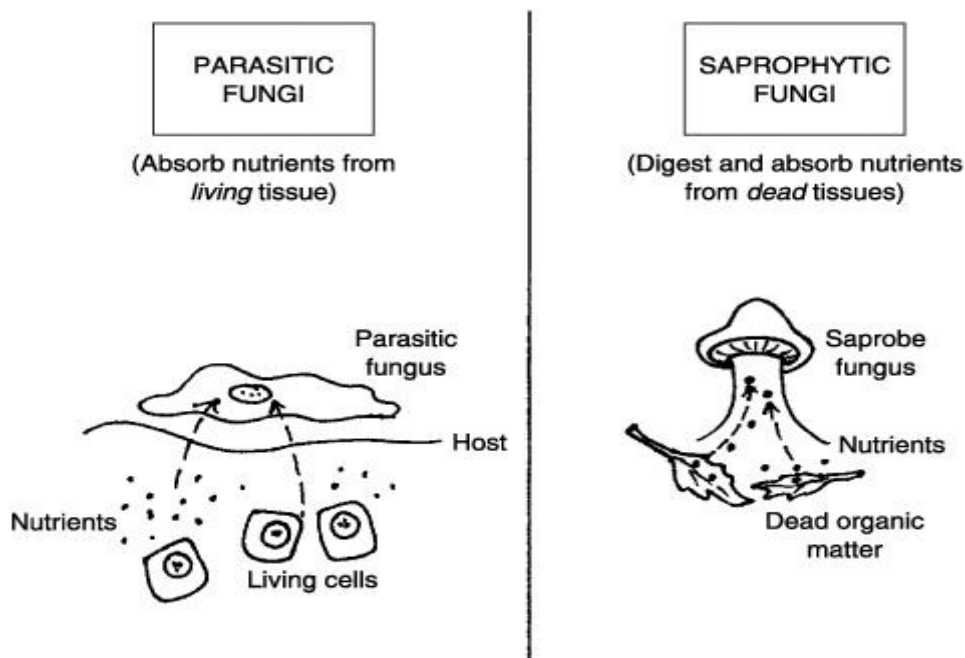 PARASITIC
FUNGI
(Absorb nutrients from
living tissue)
Parasitic
fungus
Host
Nutrients
Living cells
SAPROPHYTIC
FUNGI
(Digest and absorb nutrients
from dead tissues)
Saprobe
fungus
Nutrients
Dead organic
matter